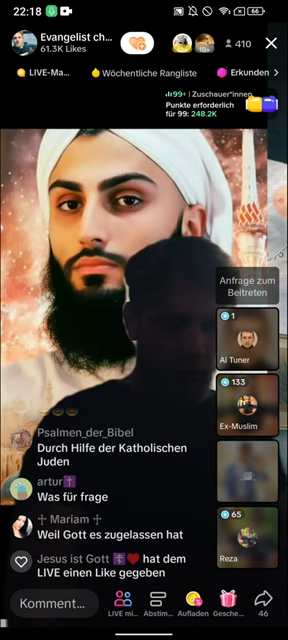 22:18
66
Evangelist ch...
61.3K Likes
10+
410
LIVE-Ma...
Wöchentliche Rangliste
Erkunden
99+ | Zuschauer*innen
Punkte erforderlich
für 99: 248.2K
Anfrage zum
Beitreten
1
Al Tuner
133
Ex-Muslim
65
Reza
Psalmen_der_Bibel
Durch Hilfe der Katholischen
Juden
artur
Was für frage
Mariam
Weil Gott es zugelassen hat
Jesus ist Gott hat dem
LIVE einen Like gegeben
Komment...
LIVE mi...
Abstim...
Aufladen
Gesche...
46